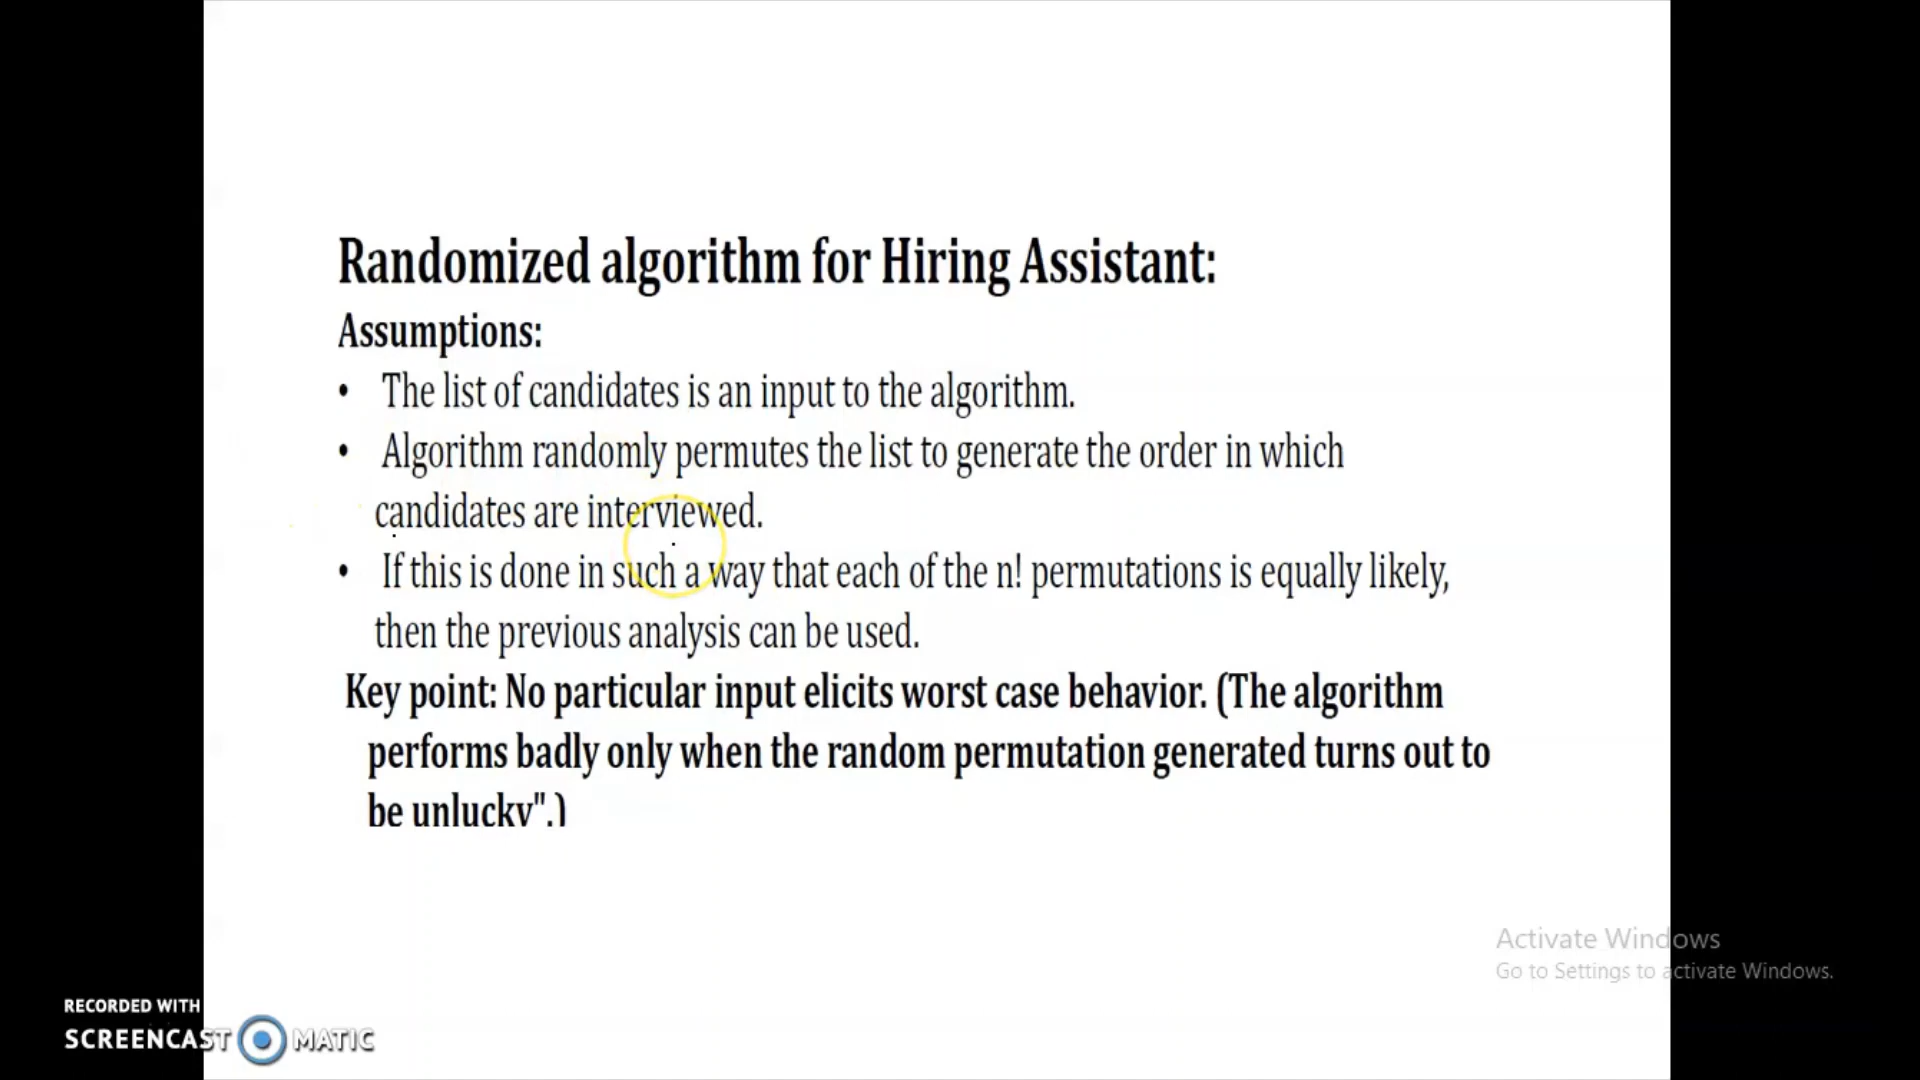 Randomized algorithm for Hiring Assistant:
Assumptions:
• The list of candidates is an input to the algorithm.
• Algorithm randomly permutes the list to generate the order in which
candidates are interviewed.
• If this is done in such a way that each of the n! permutations is equally likely,
then the previous analysis can be used.
Key point: No particular input elicits worst case behavior. (The algorithm
performs badly only when the random permutation generated turns out to
be unlucky".)
Activate Windows
Go to Settings to activate Windows.
RECORDED WITH
SCREENCAST MATIC